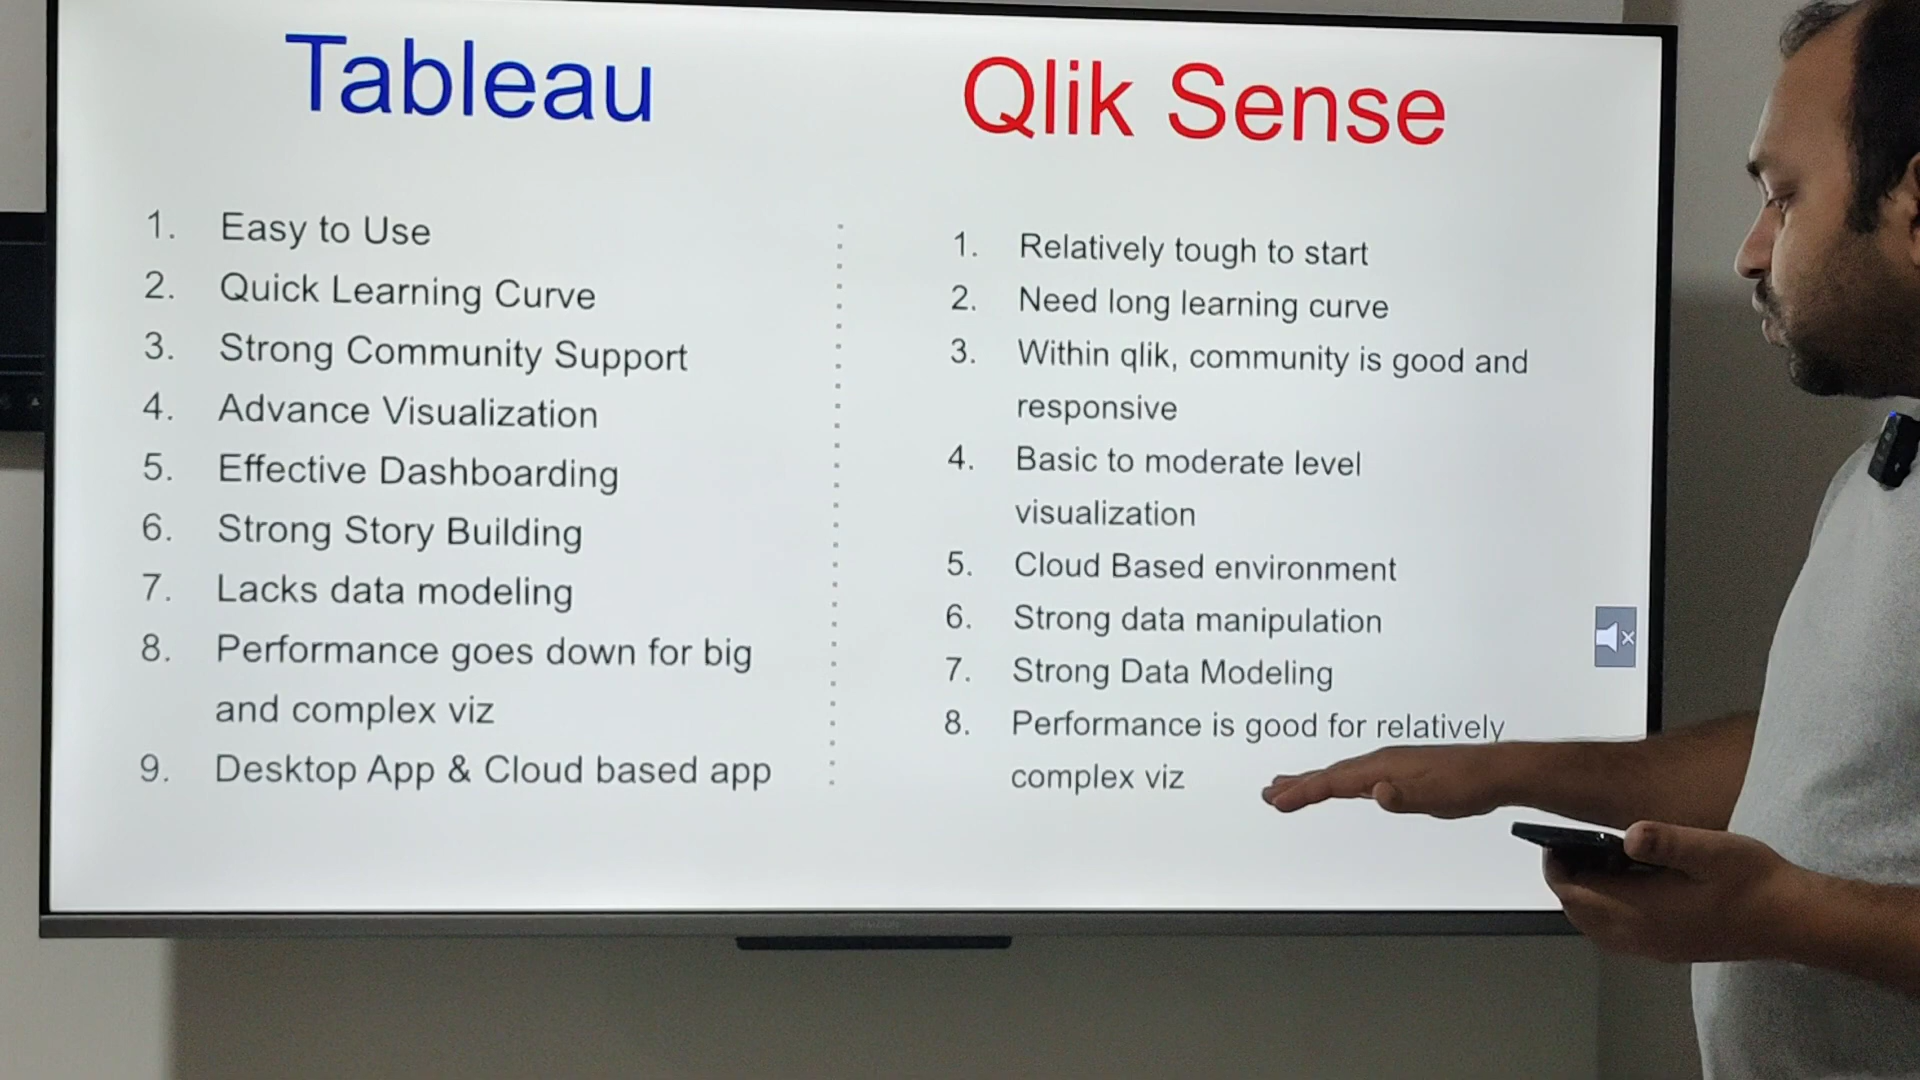 Tableau
1. Easy to Use
2. Quick Learning Curve
3. Strong Community Support
4. Advance Visualization
5. Effective Dashboarding
6. Strong Story Building
7. Lacks data modeling
8. Performance goes down for big
and complex viz
9. Desktop App & Cloud based app
Qlik Sense
1. Relatively tough to start
2. Need long learning curve
3. Within qlik, community is good and
responsive
4. Basic to moderate level
visualization
5. Cloud Based environment
6. Strong data manipulation
7. Strong Data Modeling
8. Performance is good for relatively
complex viz